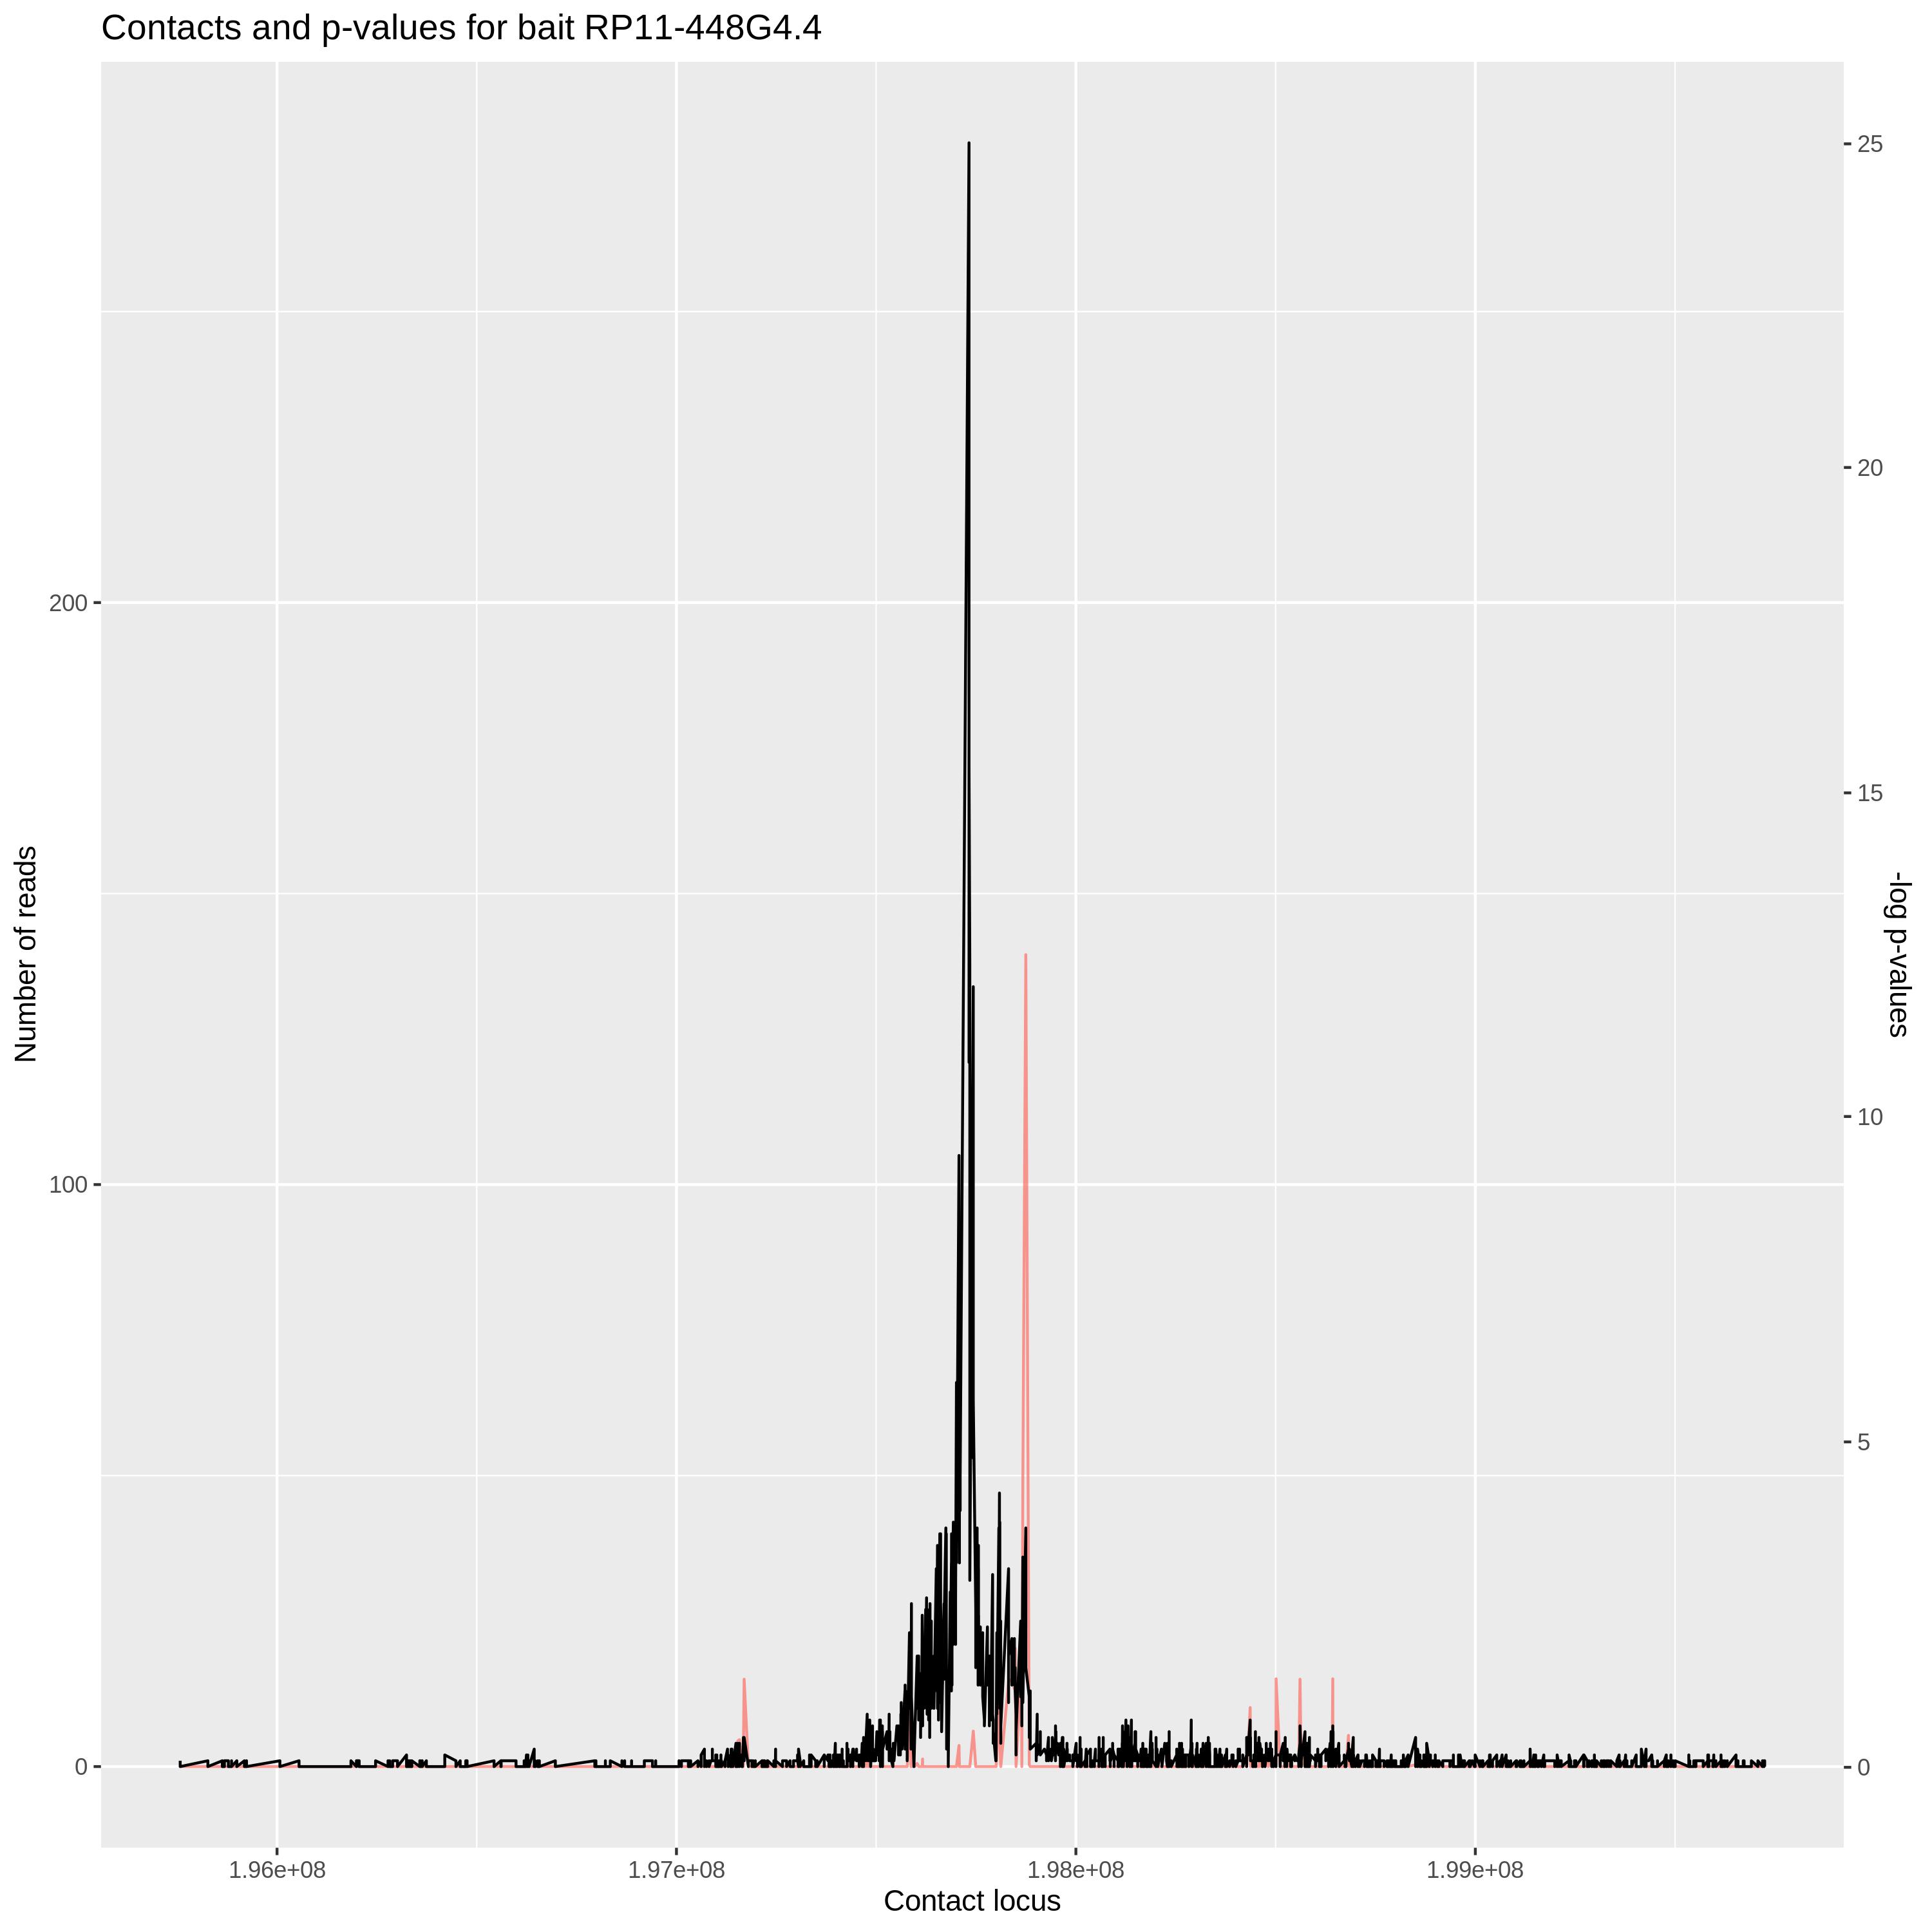 Contacts and p-values for bait RP11-448G4.4
Number of reads
200
100
0
25
20
15
10
5
0
-log p-values
1.96e+08
1.97e+08
1.98e+08
1.99e+08
Contact locus